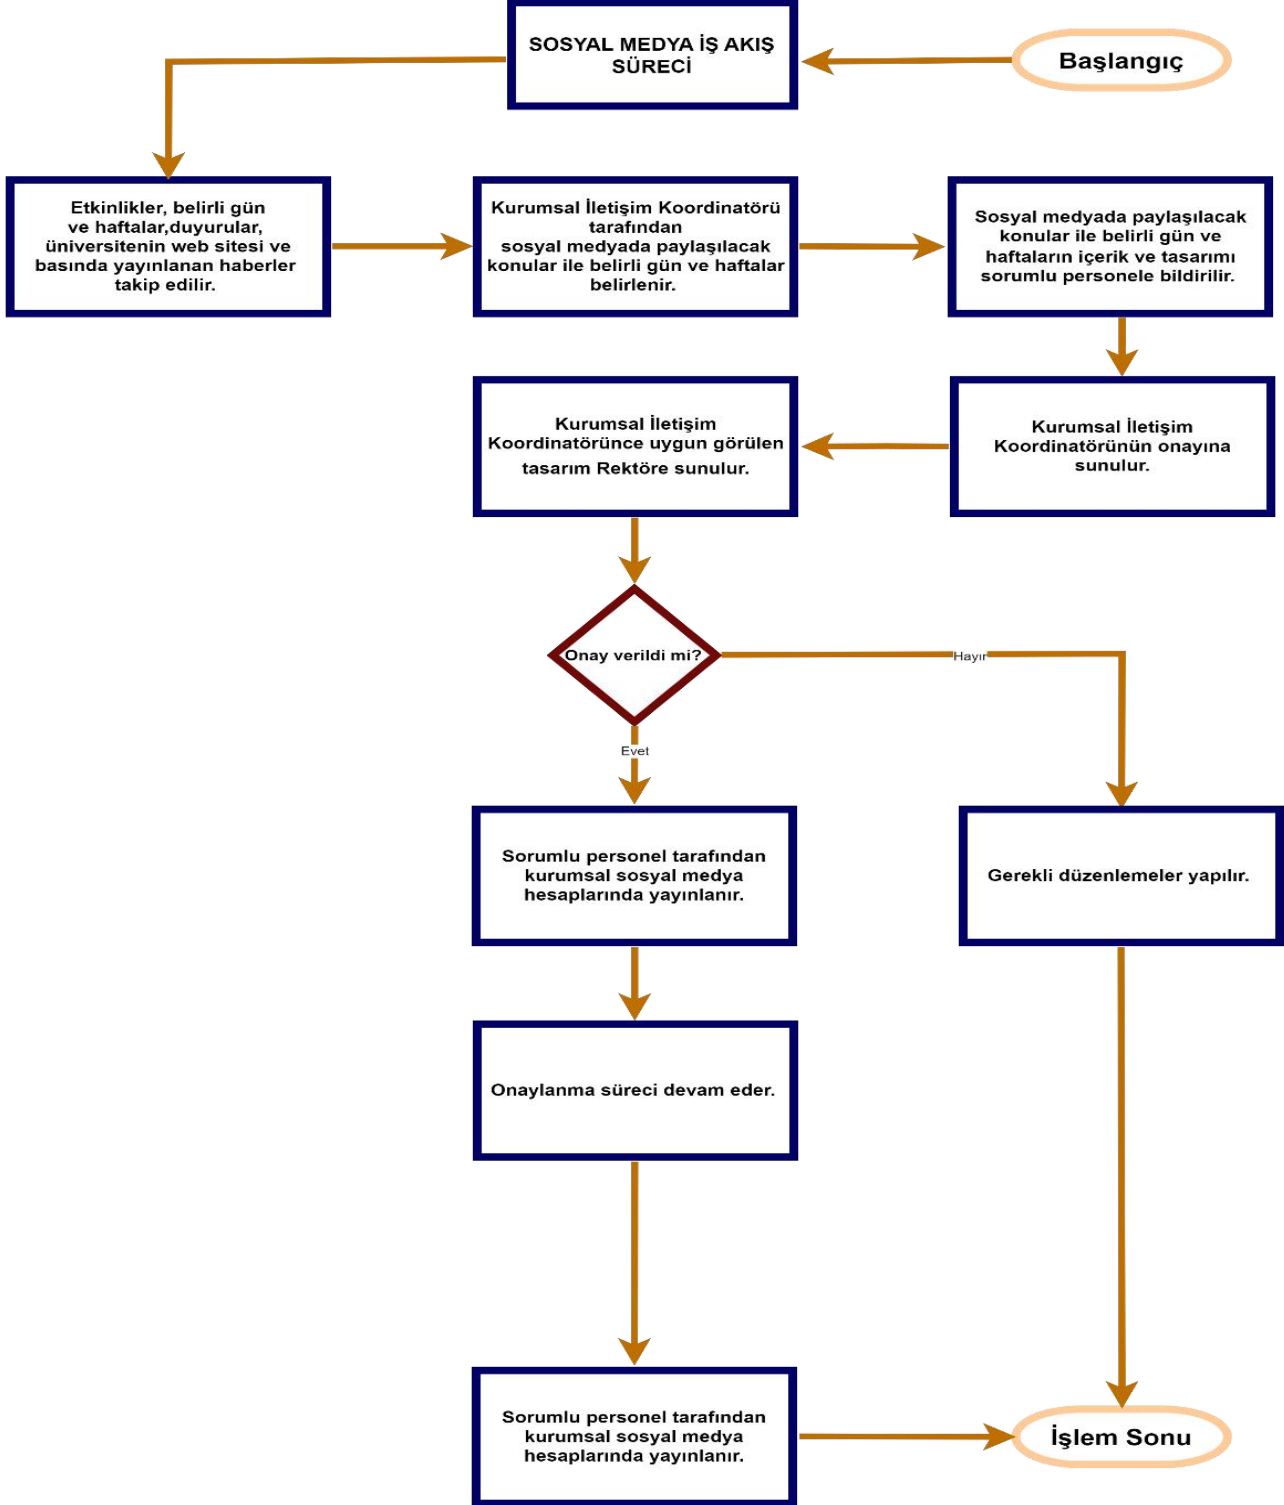 Başlangıç
SOSYAL MEDYA İŞ AKIŞ
SÜRECİ
Etkinlikler, belirli gün
ve haftalar,duyurular,
üniversitenin web sitesi ve
basında yayınlanan haberler
takip edilir.
Kurumsal İletişim Koordinatörü
tarafından
sosyal medyada paylaşılacak
konular ile belirli gün ve haftalar
belirlenir.
Sosyal medyada paylaşılacak
konular ile belirli gün ve
haftaların içerik ve tasarımı
sorumlu personele bildirilir.
Kurumsal İletişim
Koordinatörünün onayına
sunulur.
Kurumsal İletişim
Koordinatörünce uygun görülen
tasarım Rektöre sunulur.
Onay verildi mi?
Hayır
Evet
Sorumlu personel tarafından
kurumsal sosyal medya
hesaplarında yayınlanır.
Gerekli düzenlemeler yapılır.
Onaylanma süreci devam eder.
Sorumlu personel tarafından
kurumsal sosyal medya
hesaplarında yayınlanır.
İşlem Sonu